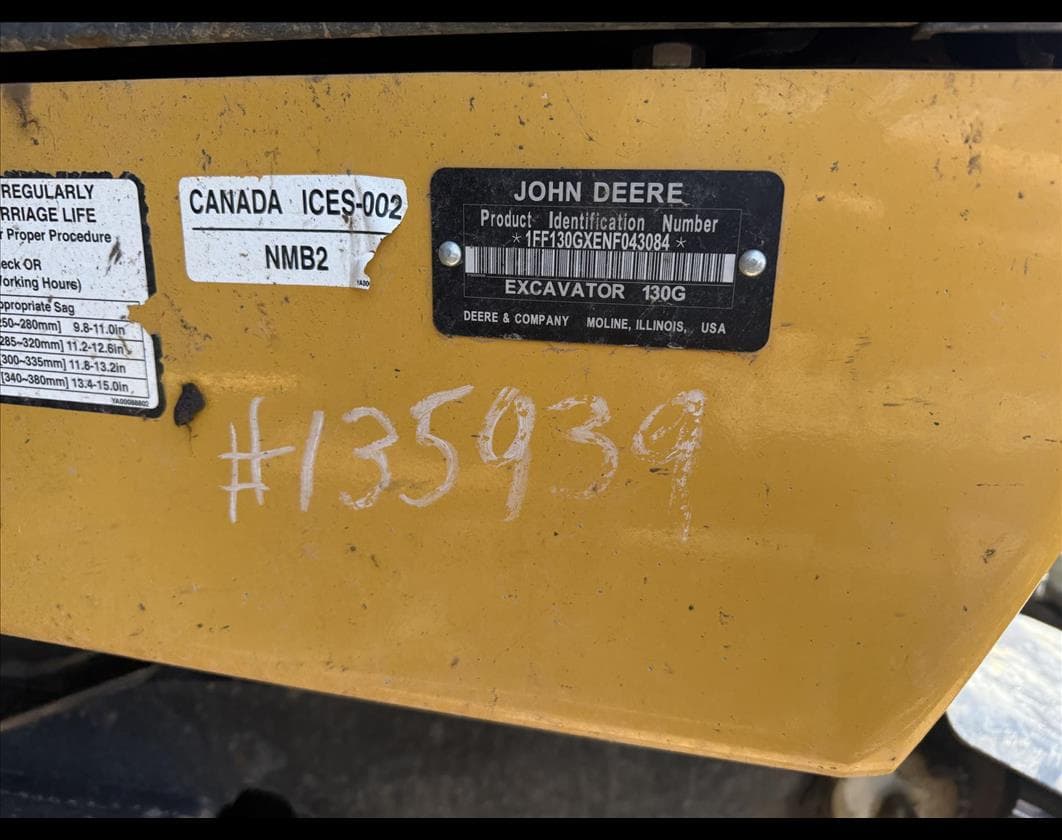 REGULARLY
RRIAGE LIFE
Proper Procedure
eck OR
orking Hours)
ppropriate Sag
250~280mm] 9.8-11.0in
285~320mm] 11.2-12.6in
[300~335mm] 11.8-13.2in
[340~380mm] 13.4-15.0in
CANADA ICES-002
NMB2
JOHN DEERE
Product Identification Number
*1FF130GXENF043084*
EXCAVATOR 130G
DEERE & COMPANY MOLINE, ILLINOIS, USA
#135939